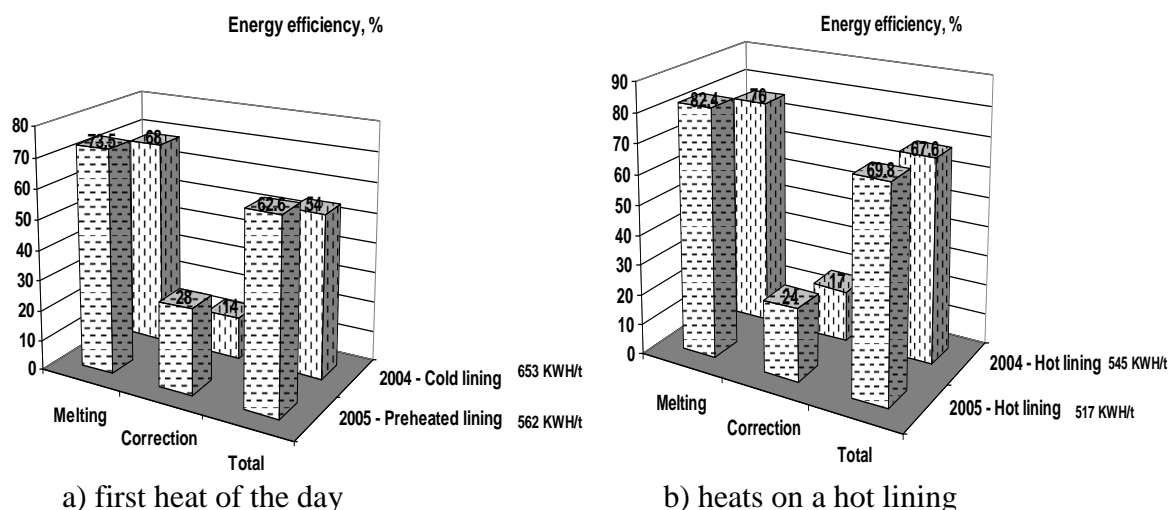 Energy efficiency, %
80
70
60
50
40
30
20
10
0
73.5
68
28
14
62.6
54
Melting
Correction
Total
2004 - Cold lining 653 KWH/t
2005 - Preheated lining 562 KWH/t
a) first heat of the day
Energy efficiency, %
90
80
70
60
50
40
30
20
10
0
82.4
76
24
17
69.8
67.6
Melting
Correction
Total
2004 - Hot lining 545 KWH/t
2005 - Hot lining 517 KWH/t
b) heats on a hot lining